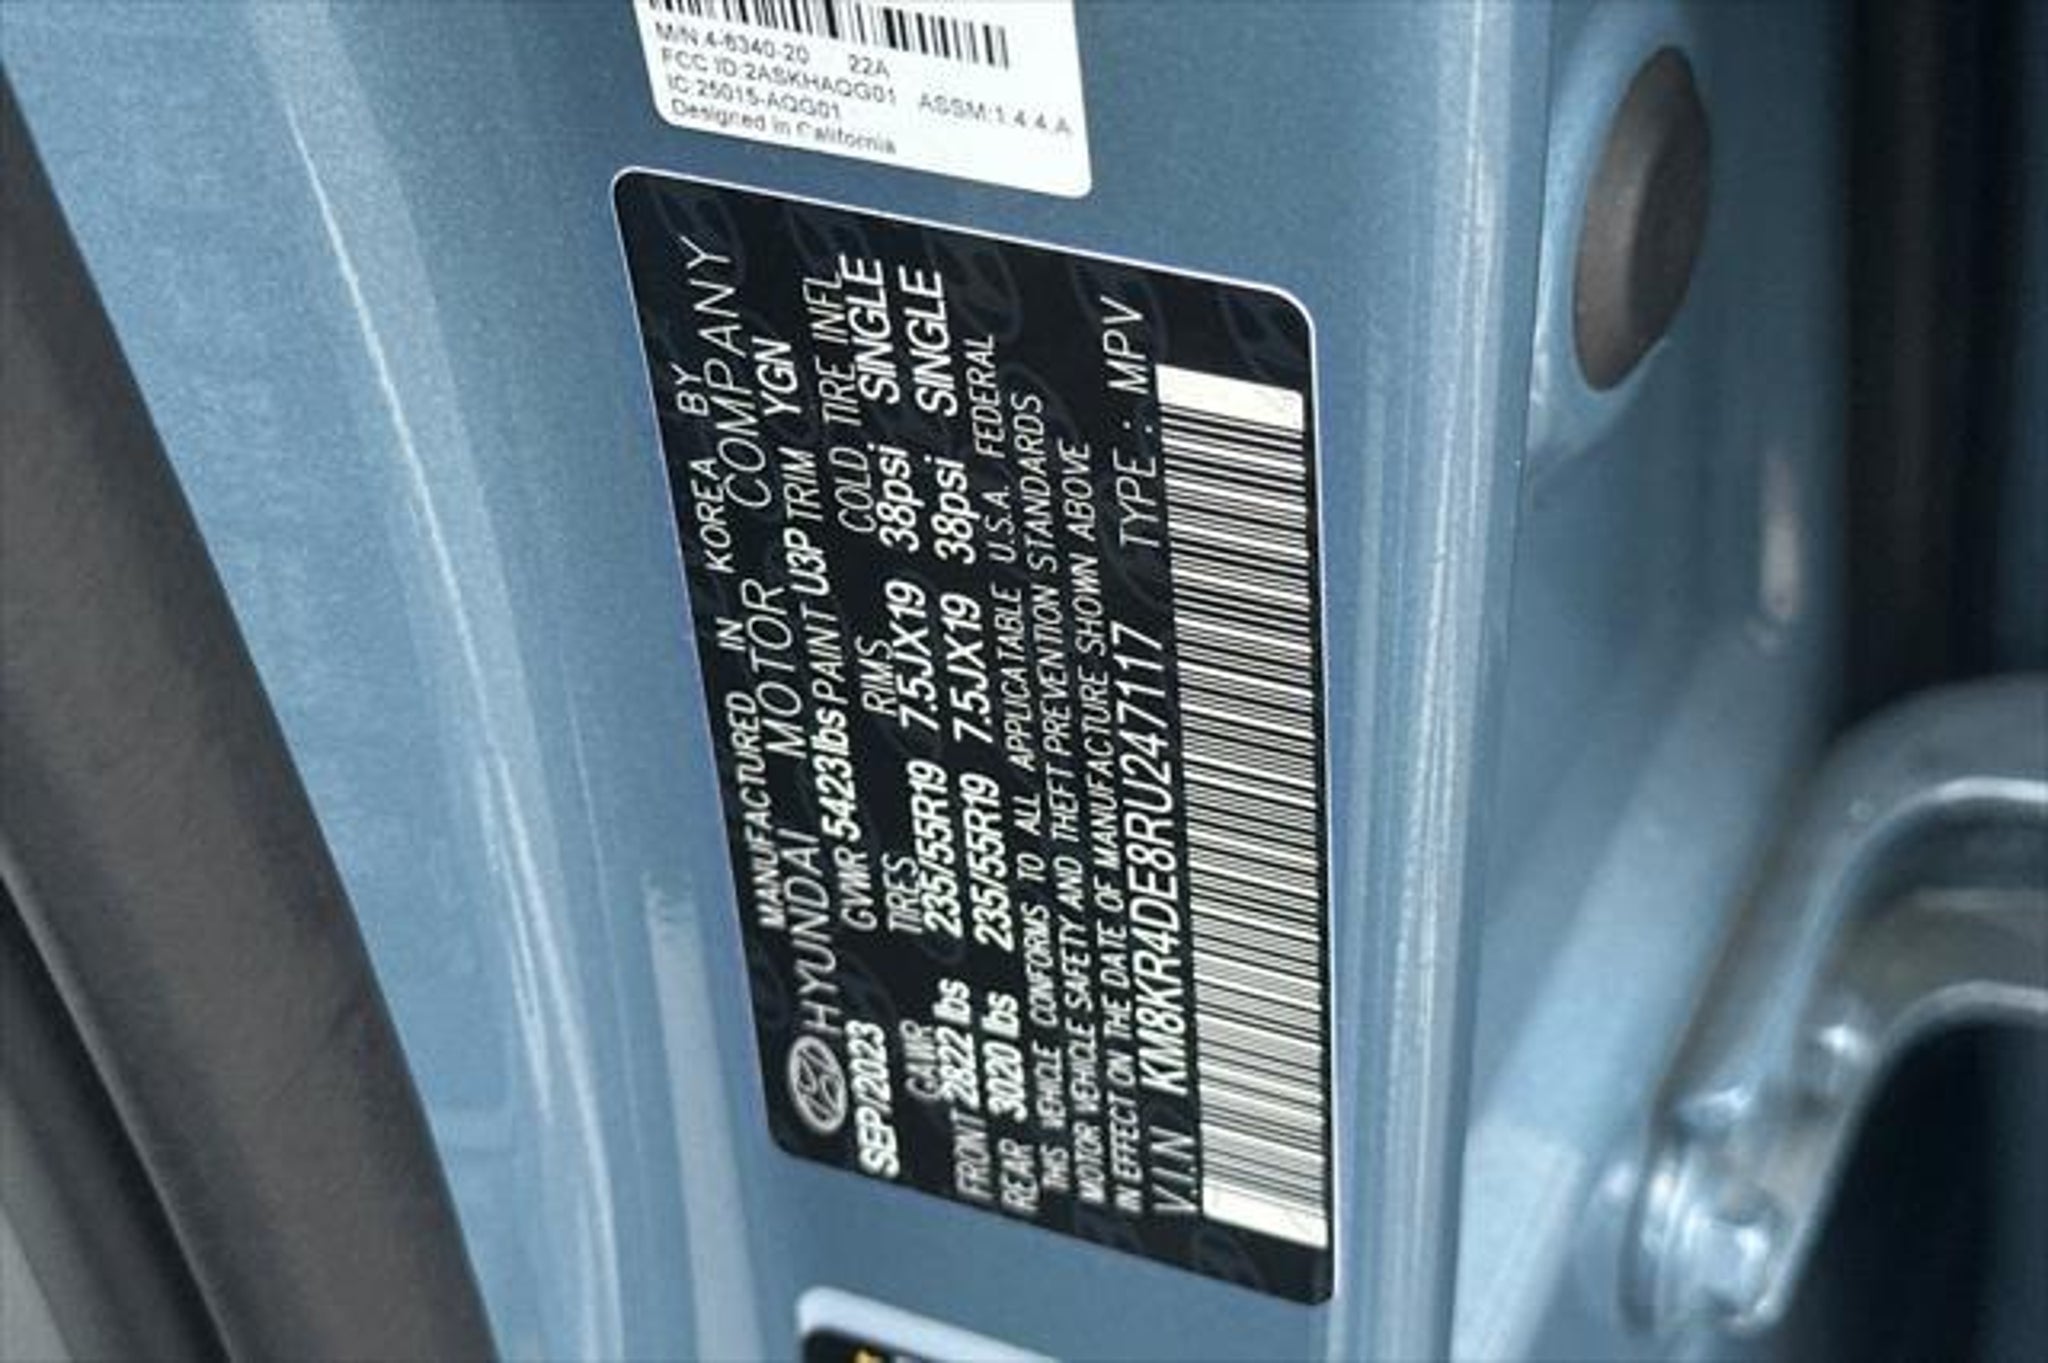 M/N:4-6340-20 22A
FCC ID:2ASKHAQG01 ASSM:1.4.4.A
IC:25015-AQG01
Designed in California
MANUFACTURED IN KOREA BY
HYUNDAI MOTOR COMPANY
SEP/2023 GVWR 5423lbs PAINT U3P TRIM YGN
GAWR TIRES RIMS COLD TIRE INFL
FRONT 2822 lbs 235/55R19 7.5JX19 38psi SINGLE
REAR 3020 lbs 235/55R19 7.5JX19 38psi SINGLE
THIS VEHICLE CONFORMS TO ALL APPLICATABLE U.S.A. FEDERAL
MOTOR VEHICLE SAFETY AND THEFT PREVENTION STANDARDS
IN EFFECT ON THE DATE OF MANUFACTURE SHOWN ABOVE
VIN KM8KR4DE8RU247117 TYPE : MPV